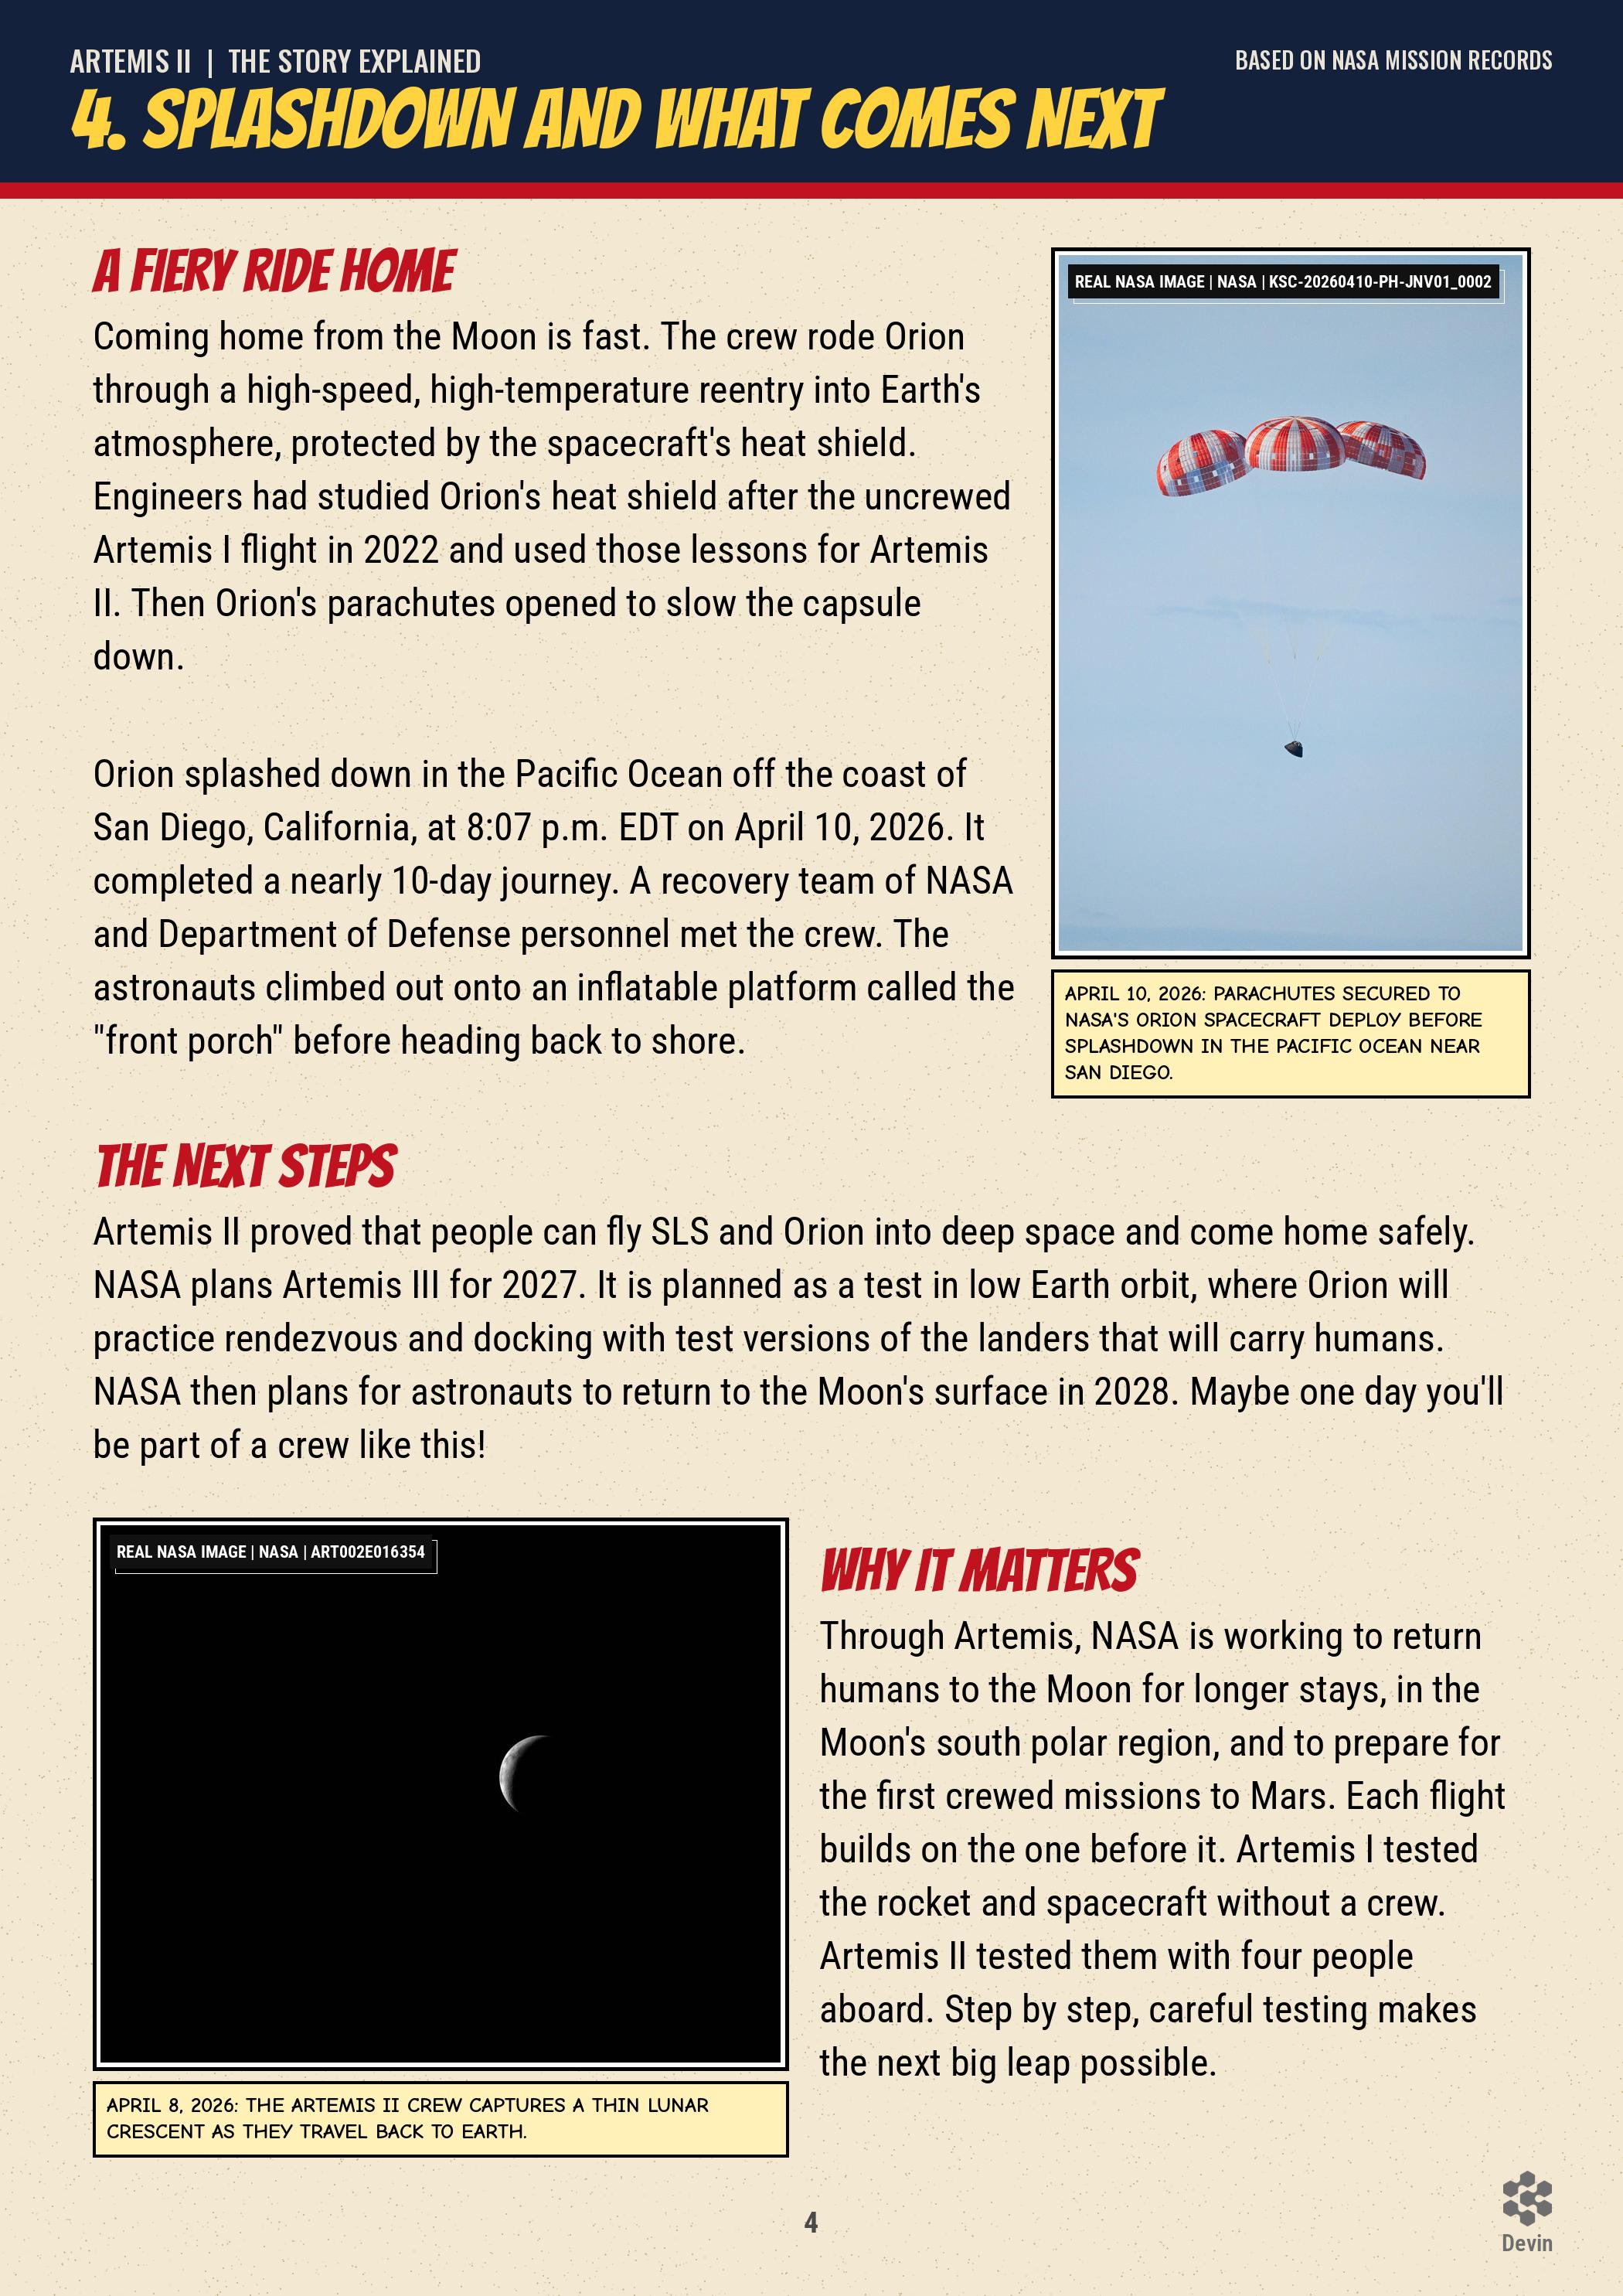 ARTEMIS II | THE STORY EXPLAINED
BASED ON NASA MISSION RECORDS
4. SPLASHDOWN AND WHAT COMES NEXT
A FIERY RIDE HOME
Coming home from the Moon is fast. The crew rode Orion
through a high-speed, high-temperature reentry into Earth's
atmosphere, protected by the spacecraft's heat shield.
Engineers had studied Orion's heat shield after the uncrewed
Artemis I flight in 2022 and used those lessons for Artemis
II. Then Orion's parachutes opened to slow the capsule
down.
Orion splashed down in the Pacific Ocean off the coast of
San Diego, California, at 8:07 p.m. EDT on April 10, 2026. It
completed a nearly 10-day journey. A recovery team of NASA
and Department of Defense personnel met the crew. The
astronauts climbed out onto an inflatable platform called the
"front porch" before heading back to shore.
REAL NASA IMAGE | NASA | KSC-20260410-PH-JNV01_0002
APRIL 10, 2026: PARACHUTES SECURED TO
NASA'S ORION SPACECRAFT DEPLOY BEFORE
SPLASHDOWN IN THE PACIFIC OCEAN NEAR
SAN DIEGO.
THE NEXT STEPS
Artemis II proved that people can fly SLS and Orion into deep space and come home safely.
NASA plans Artemis III for 2027. It is planned as a test in low Earth orbit, where Orion will
practice rendezvous and docking with test versions of the landers that will carry humans.
NASA then plans for astronauts to return to the Moon's surface in 2028. Maybe one day you'll
be part of a crew like this!
REAL NASA IMAGE | NASA | ART002E016354
APRIL 8, 2026: THE ARTEMIS II CREW CAPTURES A THIN LUNAR
CRESCENT AS THEY TRAVEL BACK TO EARTH.
WHY IT MATTERS
Through Artemis, NASA is working to return
humans to the Moon for longer stays, in the
Moon's south polar region, and to prepare for
the first crewed missions to Mars. Each flight
builds on the one before it. Artemis I tested
the rocket and spacecraft without a crew.
Artemis II tested them with four people
aboard. Step by step, careful testing makes
the next big leap possible.
4
Devin